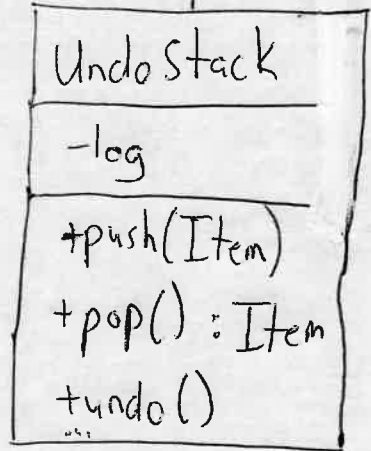 UndoStack
-log
+push(Item)
+pop() : Item
+undo()
...